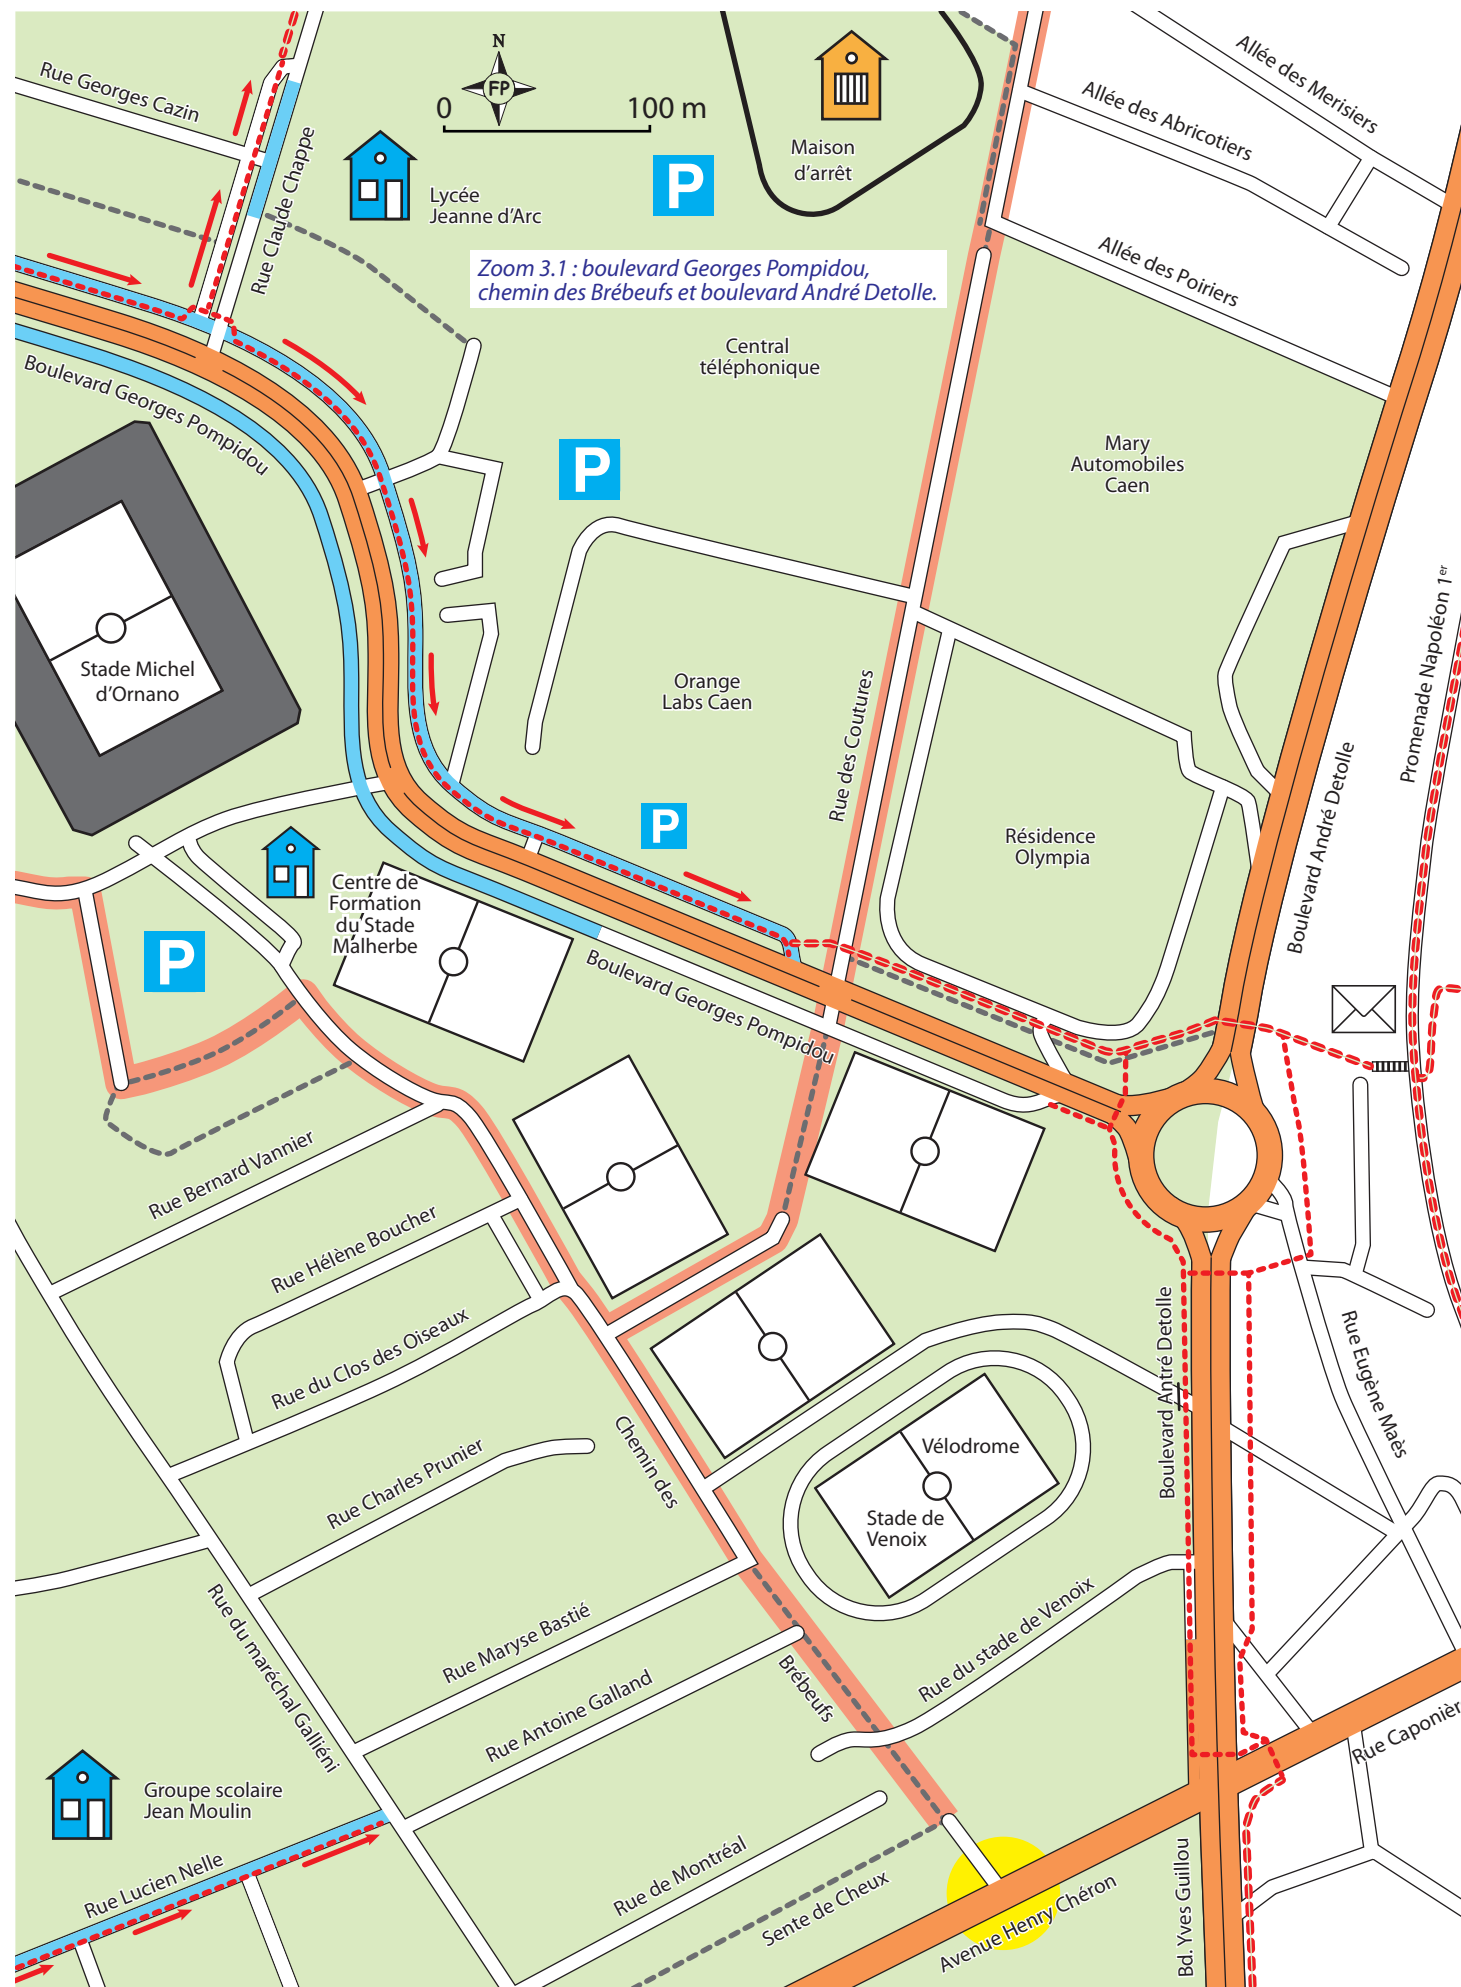 N
FP
0
100 m
Rue Georges Cazin
Rue Claude Chappe
Lycée
Jeanne d'Arc
P
Maison
d'arrêt
Allée des Merisiers
Allée des Abricotiers
Allée des Poiriers
Zoom 3.1 : boulevard Georges Pompidou,
chemin des Brébeufs et boulevard André Detolle.
Central
téléphonique
Boulevard Georges Pompidou
P
Mary
Automobiles
Caen
Stade Michel
d'Ornano
Orange
Labs Caen
Rue des Coutures
Promenade Napoléon 1er
Boulevard André Detolle
P
Résidence
Olympia
Centre de
Formation
du Stade
Malherbe
P
Boulevard Georges Pompidou
Rue Bernard Vannier
Rue Hélène Boucher
Rue du Clos des Oiseaux
Boulevard Antré Detolle
Rue Eugène Maès
Chemin des
Vélodrome
Stade de
Venoix
Rue Charles Prunier
Rue du maréchal Galliéni
Rue Maryse Bastié
Rue du stade de Venoix
Brébeufs
Rue Antoine Galland
Rue Caponièr
Groupe scolaire
Jean Moulin
Rue Lucien Nelle
Rue de Montréal
Sente de Cheux
Avenue Henry Chéron
Bd. Yves Guillou